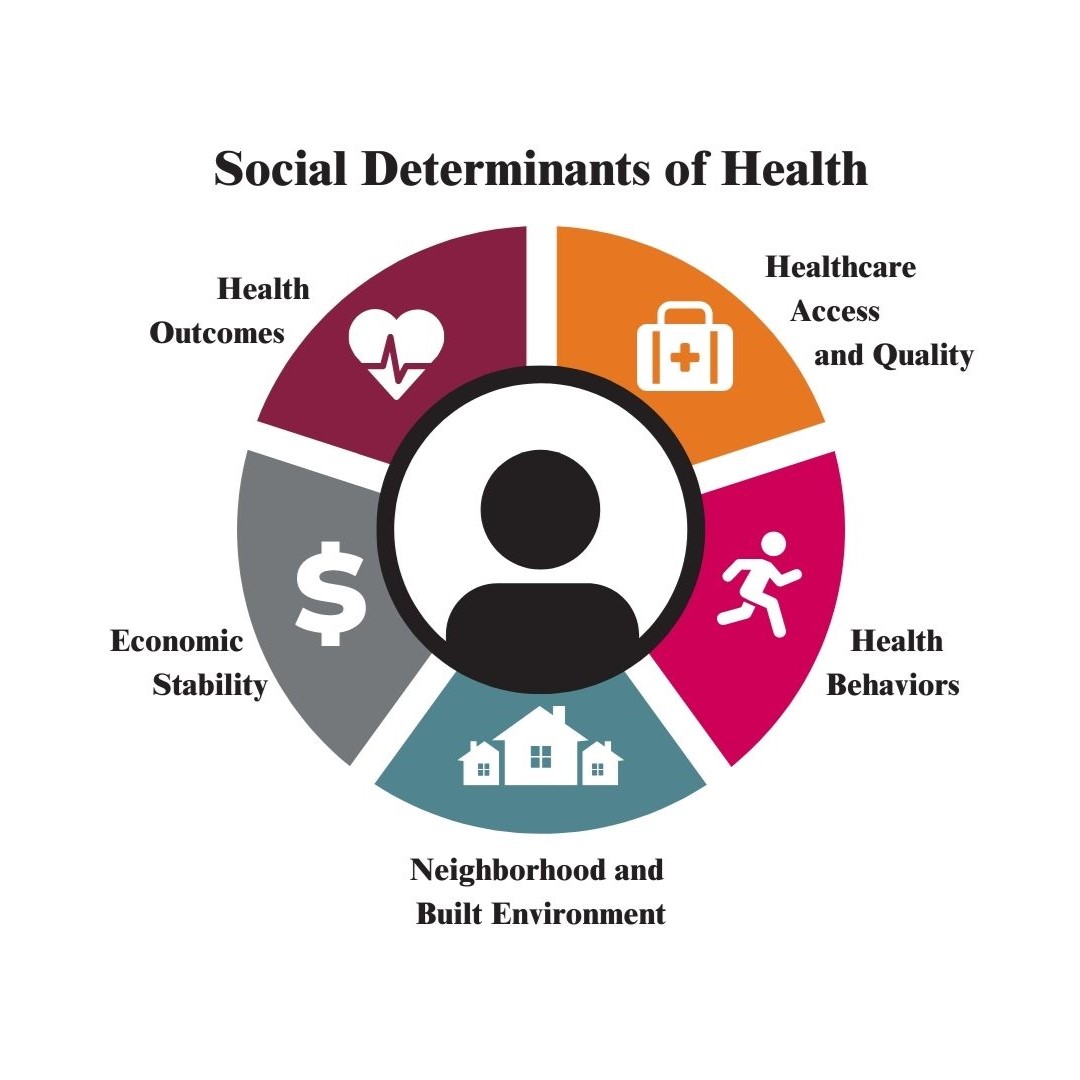 Social Determinants of Health
Health
Outcomes
Healthcare
Access
and Quality
Economic
Stability
Health
Behaviors
Neighborhood and
Built Environment
$